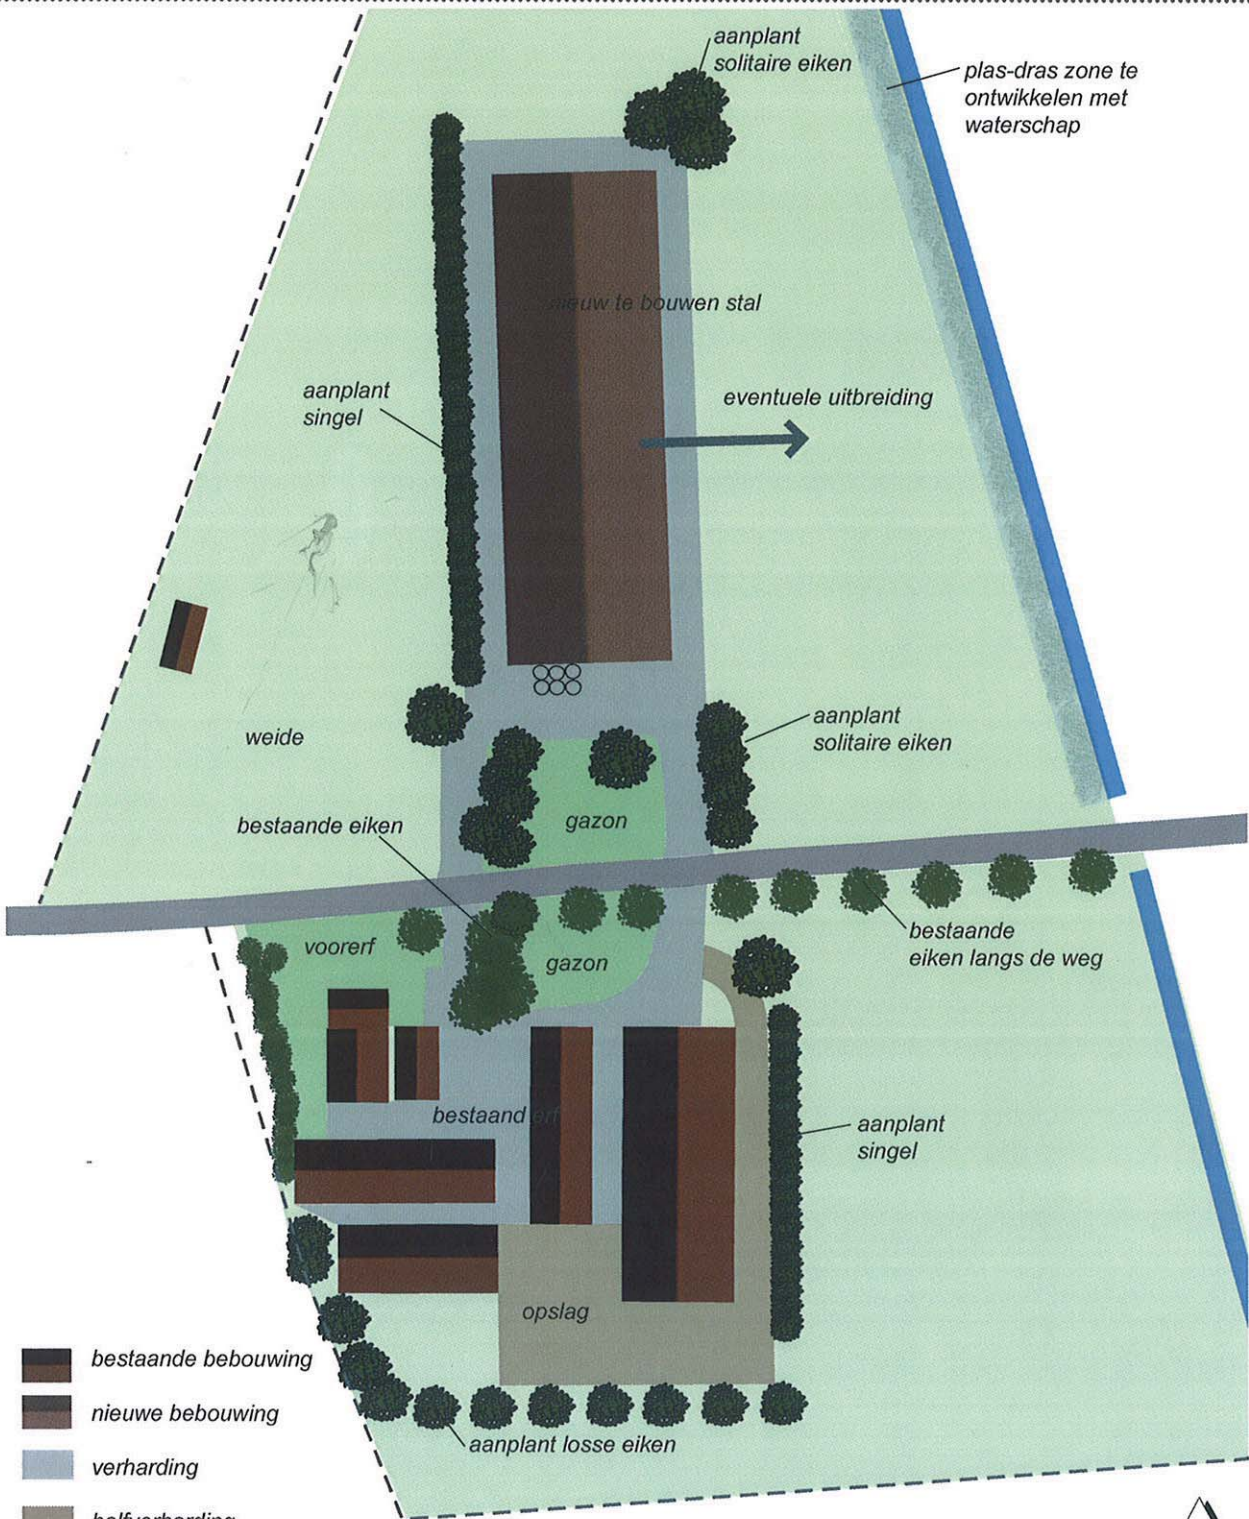 aanplant
solitaire eiken
plas-dras zone te
ontwikkelen met
waterschap
nieuw te bouwen stal
aanplant
singel
eventuele uitbreiding
weide
aanplant
solitaire eiken
bestaande eiken
gazon
voorerf
gazon
bestaande
eiken langs de weg
bestaand erf
aanplant
singel
opslag
bestaande bebouwing
nieuwe bebouwing
aanplant losse eiken
verharding
halfverharding